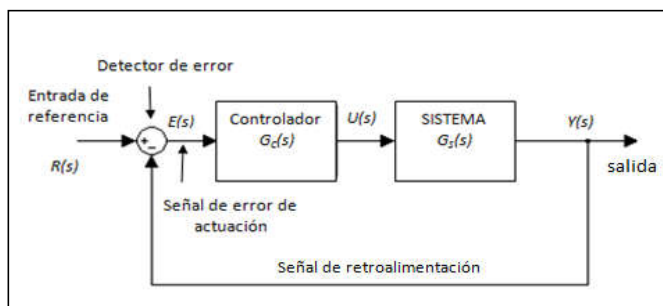 Detector de error
Entrada de
referencia
E(s)
Controlador
Gc(s)
U(s)
SISTEMA
Gs(s)
Y(s)
+
-
R(s)
salida
Señal de error de
actuación
Señal de retroalimentación